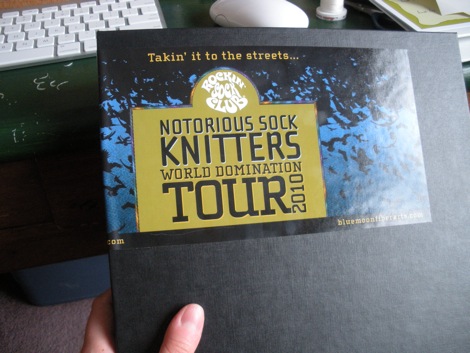 Takin' it to the streets...
ROCKIN'
SOCK
CLUB
NOTORIOUS SOCK
KNITTERS
WORLD DOMINATION
TOUR 2010
.com
bluemoonfiberarts.com